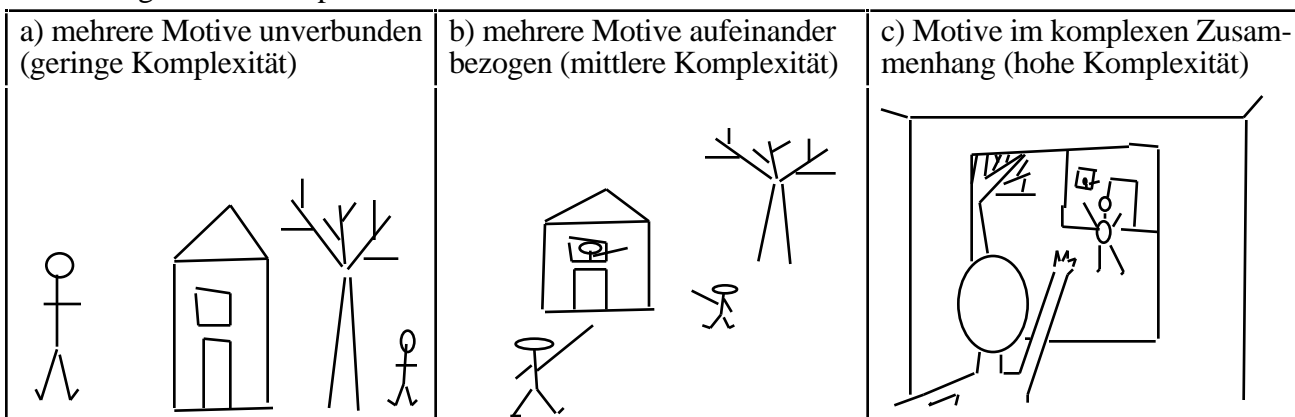 a) mehrere Motive unverbunden
(geringe Komplexität)
b) mehrere Motive aufeinander
bezogen (mittlere Komplexität)
c) Motive im komplexen Zusam-
menhang (hohe Komplexität)